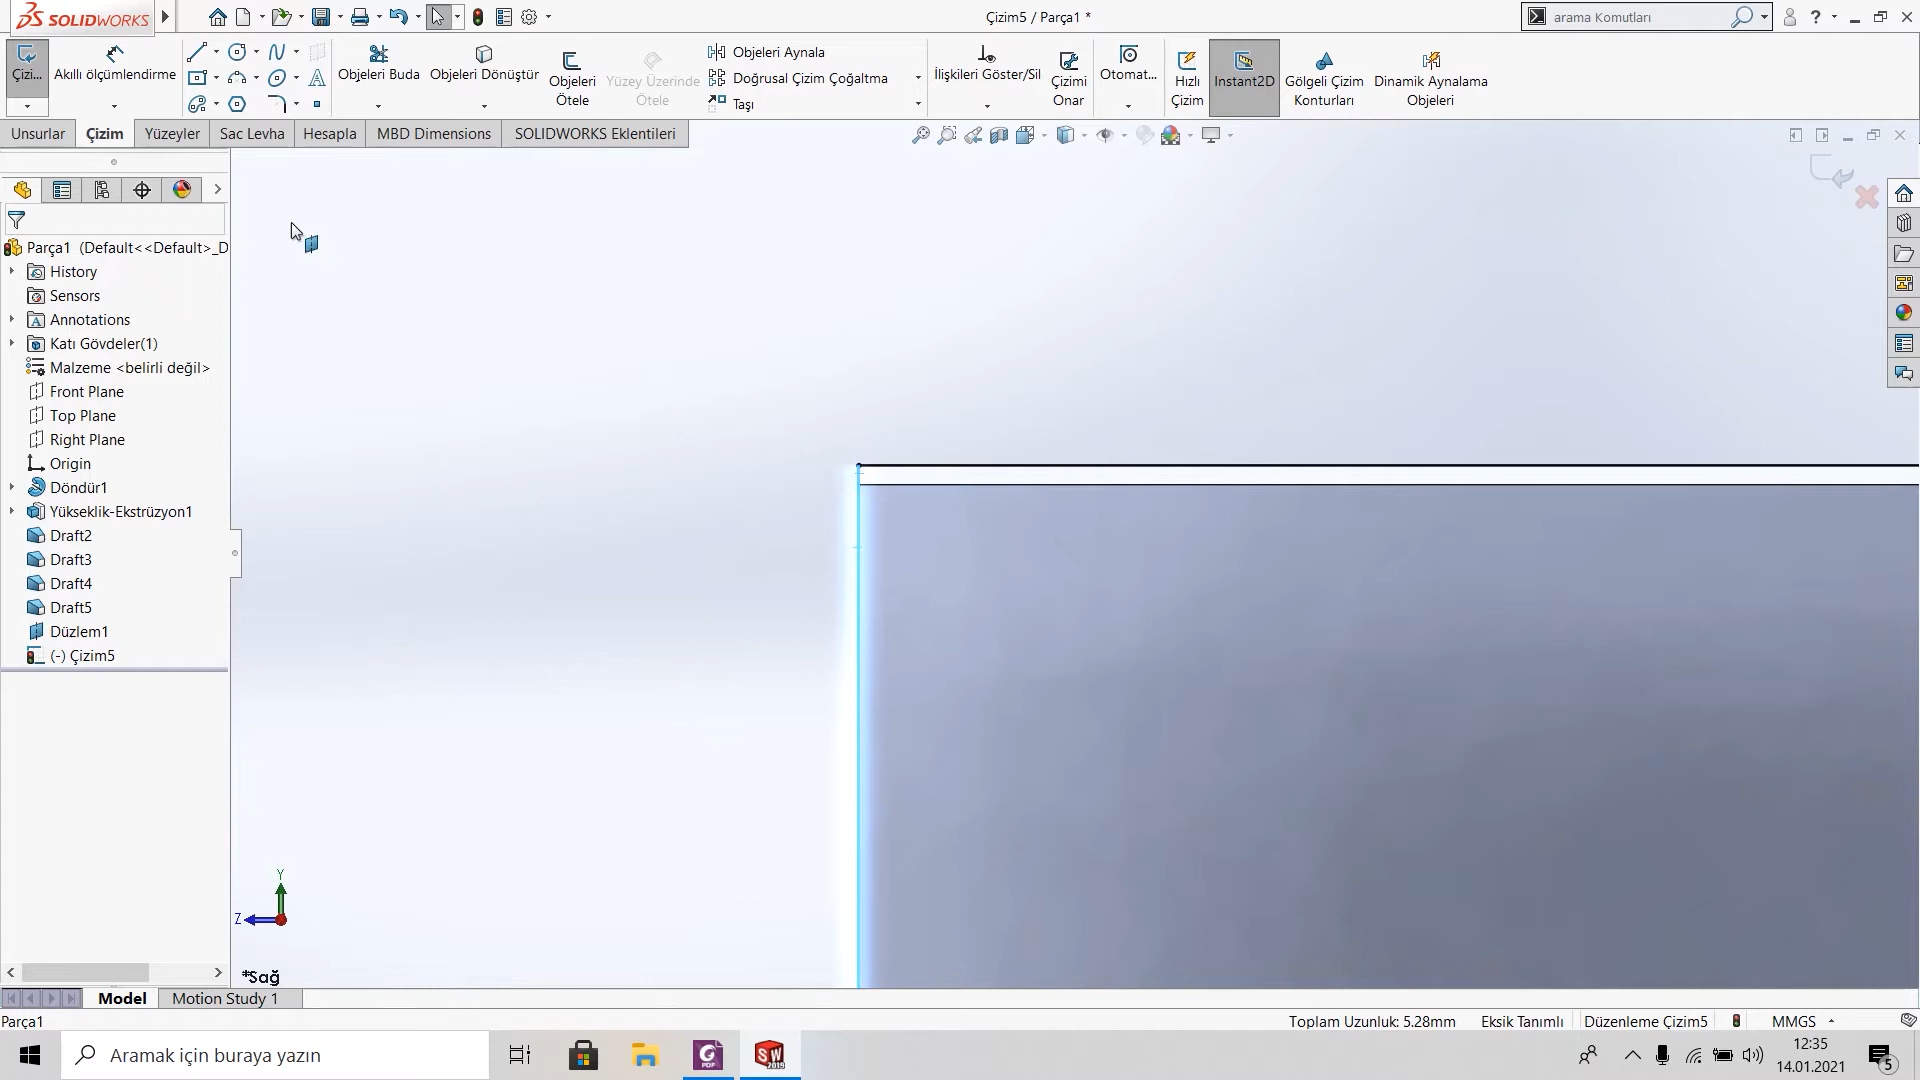 SOLIDWORKS
Çizim5 / Parça1 *
arama Komutları
Çizi...
Akıllı ölçümlendirme
Objeleri Buda
Objeleri Dönüştür
Objeleri Ötele
Yüzey Üzerinde Ötele
Objeleri Aynala
Doğrusal Çizim Çoğaltma
Taşı
İlişkileri Göster/Sil
Çizimi Onar
Otomat...
Hızlı Çizim
Instant2D
Gölgeli Çizim Konturları
Dinamik Aynalama Objeleri
Unsurlar
Çizim
Yüzeyler
Sac Levha
Hesapla
MBD Dimensions
SOLIDWORKS Eklentileri
Parça1 (Default<<Default>_D
History
Sensors
Annotations
Katı Gövdeler(1)
Malzeme <belirli değil>
Front Plane
Top Plane
Right Plane
Origin
Döndür1
Yükseklik-Ekstrüzyon1
Draft2
Draft3
Draft4
Draft5
Düzlem1
(-) Çizim5
Y
Z
*Sağ
Model
Motion Study 1
Parça1
Toplam Uzunluk: 5.28mm
Eksik Tanımlı
Düzenleme Çizim5
MMGS
Aramak için buraya yazın
PDF
SW
2019
12:35
14.01.2021
5